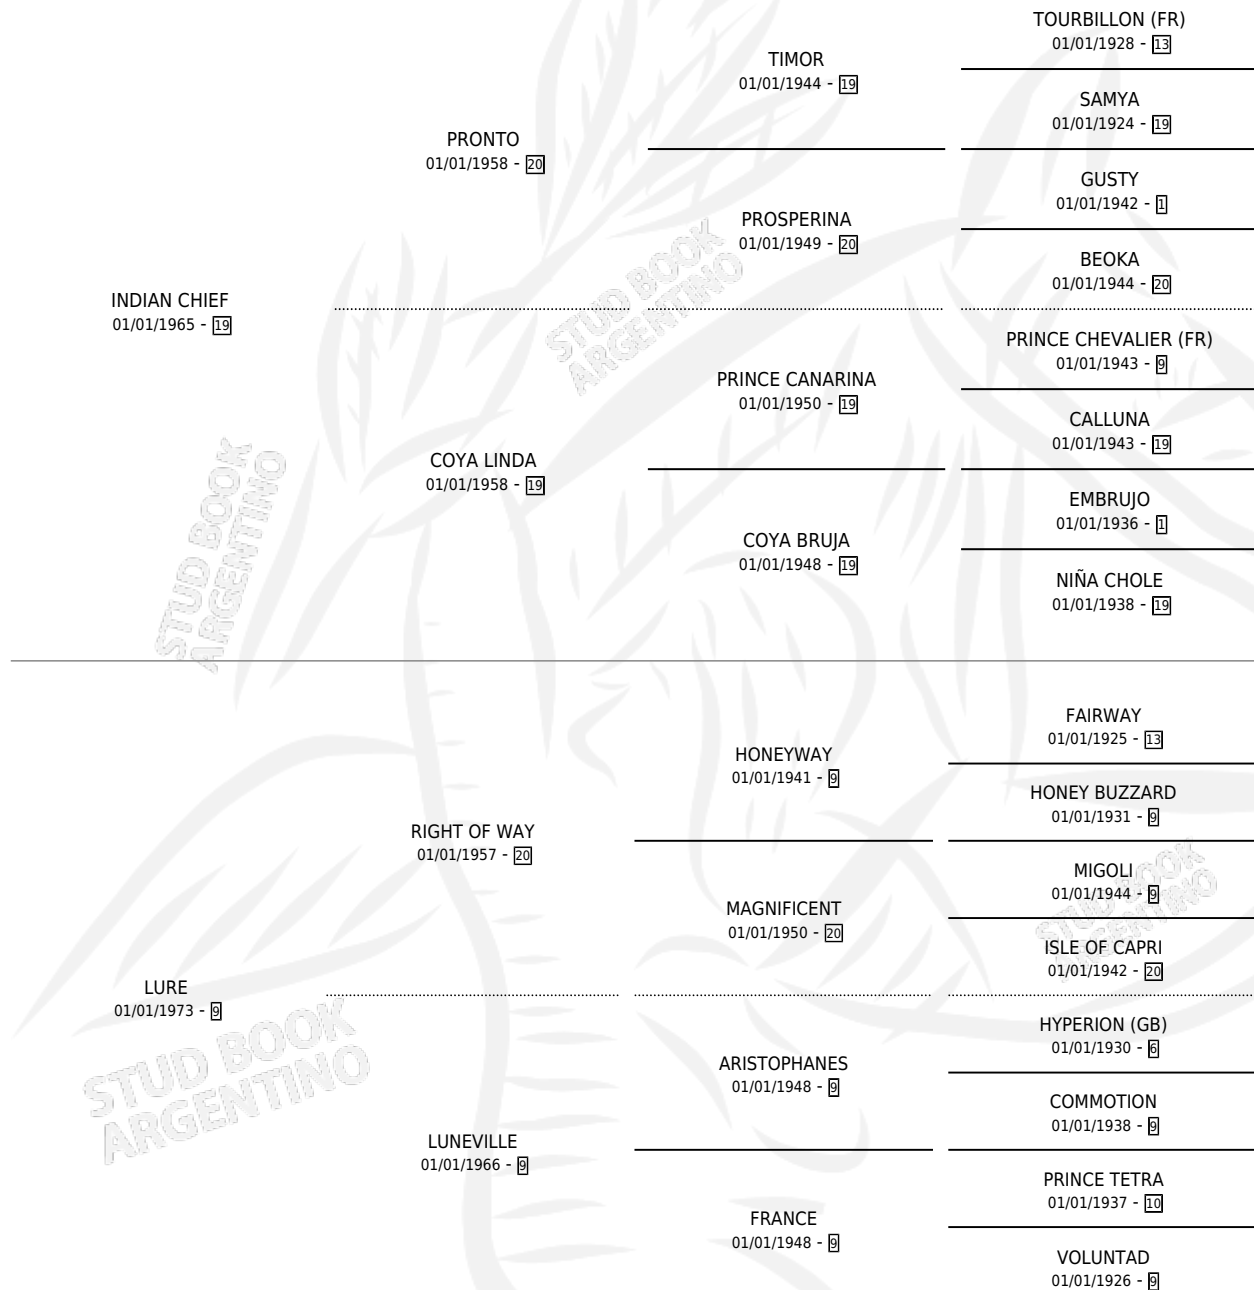 TOURBILLON (FR)
01/01/1928 - 13
TIMOR
01/01/1944 - 19
SAMYA
01/01/1924 - 19
PRONTO
01/01/1958 - 20
GUSTY
01/01/1942 - 1
PROSPERINA
01/01/1949 - 20
BEOKA
01/01/1944 - 20
INDIAN CHIEF
01/01/1965 - 19
PRINCE CHEVALIER (FR)
01/01/1943 - 9
PRINCE CANARINA
01/01/1950 - 19
CALLUNA
01/01/1943 - 19
COYA LINDA
01/01/1958 - 19
EMBRUJO
01/01/1936 - 1
COYA BRUJA
01/01/1948 - 19
NIÑA CHOLE
01/01/1938 - 19
FAIRWAY
01/01/1925 - 13
HONEYWAY
01/01/1941 - 9
HONEY BUZZARD
01/01/1931 - 9
RIGHT OF WAY
01/01/1957 - 20
MIGOLI
01/01/1944 - 9
MAGNIFICENT
01/01/1950 - 20
ISLE OF CAPRI
01/01/1942 - 20
LURE
01/01/1973 - 9
HYPERION (GB)
01/01/1930 - 6
ARISTOPHANES
01/01/1948 - 9
COMMOTION
01/01/1938 - 9
LUNEVILLE
01/01/1966 - 9
PRINCE TETRA
01/01/1937 - 10
FRANCE
01/01/1948 - 9
VOLUNTAD
01/01/1926 - 9
STUD BOOK
ARGENTINO
STUD BOOK
ARGENTINO
STUD BOOK
ARGENTINO
STUD BOOK
ARGENTINO